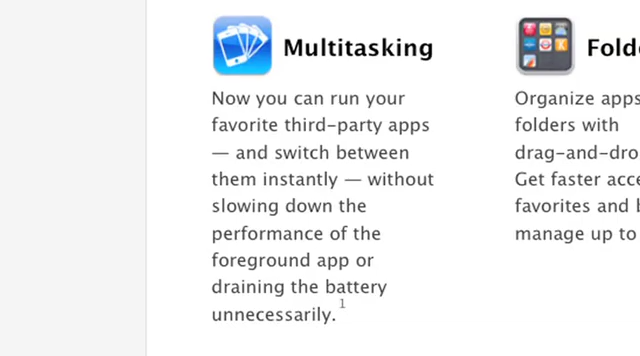 Multitasking
Now you can run your
favorite third-party apps
— and switch between
them instantly — without
slowing down the
performance of the
foreground app or
draining the battery
unnecessarily.1
Organize apps
folders with
drag-and-dro
Get faster acce
favorites and
manage up to